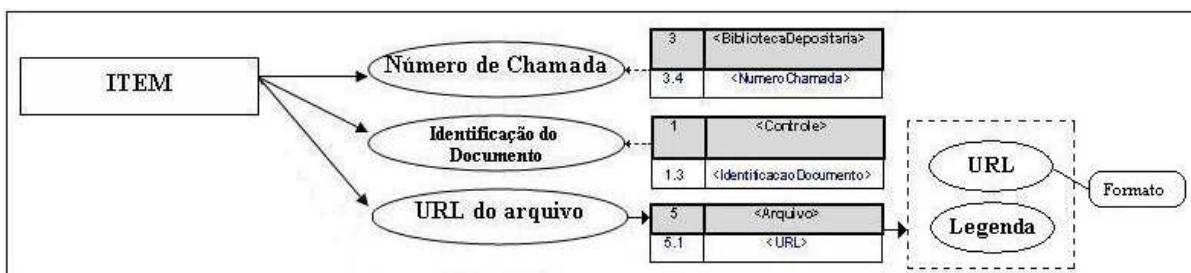 ITEM
Número de Chamada
3 <BibliotecaDepositaria>
3.4 <NumeroChamada>
Identificação do
Documento
1 <Controle>
1.3 <IdentificacaoDocumento>
URL do arquivo
5 <Arquivo>
5.1 <URL>
URL
Legenda
Formato